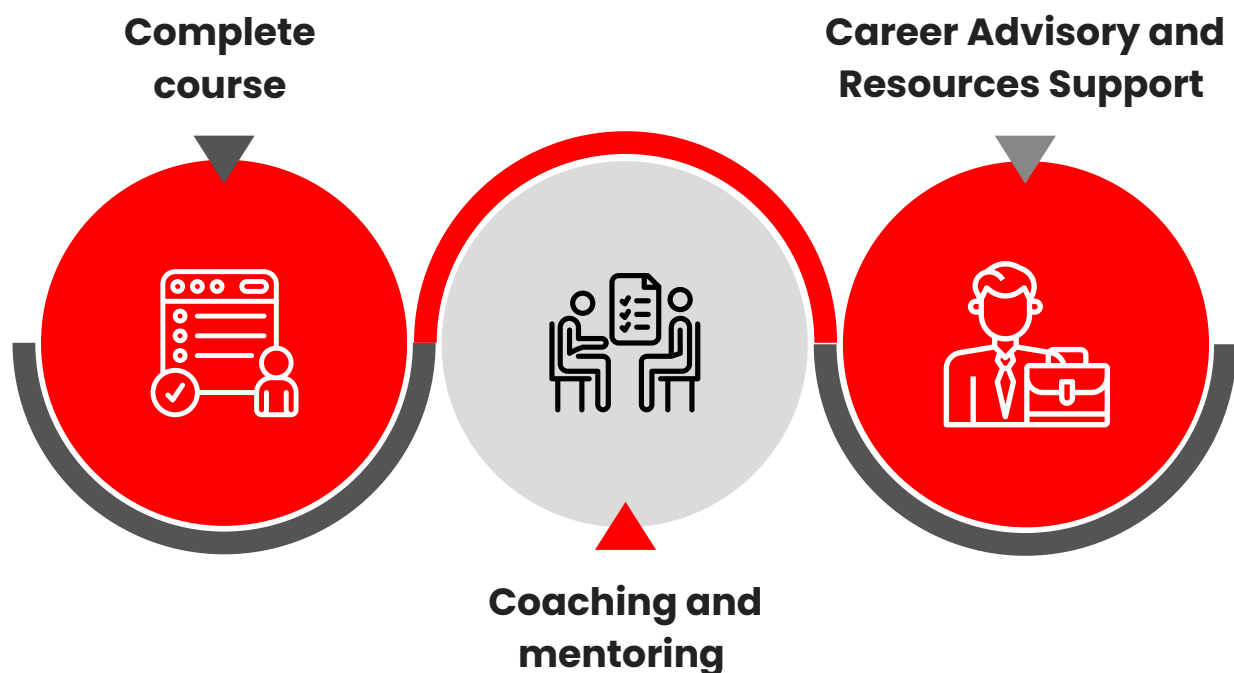 Complete
course
Career Advisory and
Resources Support
Coaching and
mentoring